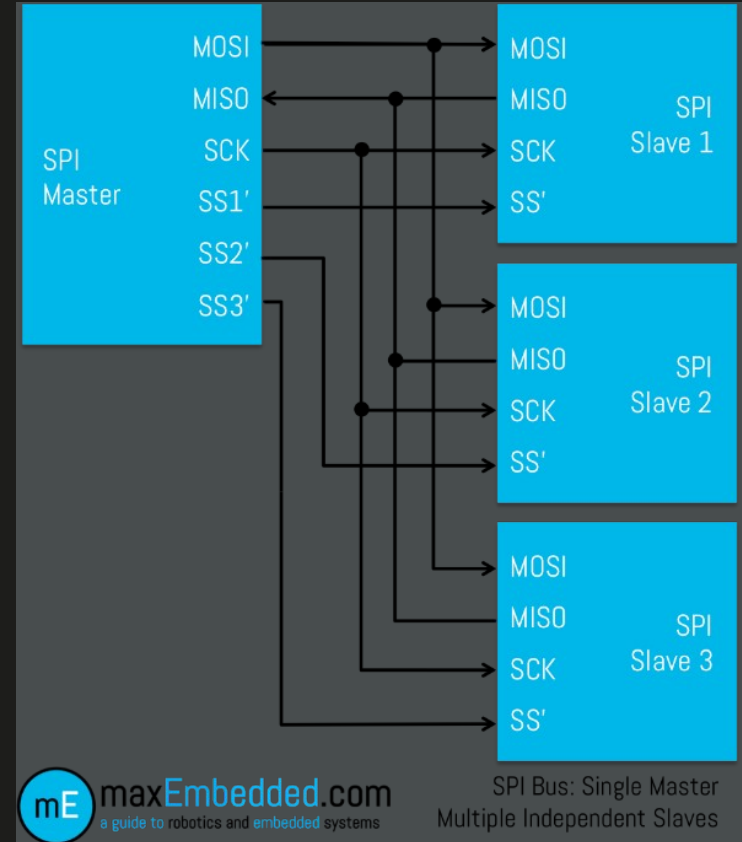 MOSI
MISO
SCK
SS1'
SS2'
SS3'
SPI
Master
MOSI
MISO
SCK
SS'
SPI
Slave 1
MOSI
MISO
SCK
SS'
SPI
Slave 2
MOSI
MISO
SCK
SS'
SPI
Slave 3
mE
maxEmbedded.com
a guide to robotics and embedded systems
SPI Bus: Single Master
Multiple Independent Slaves